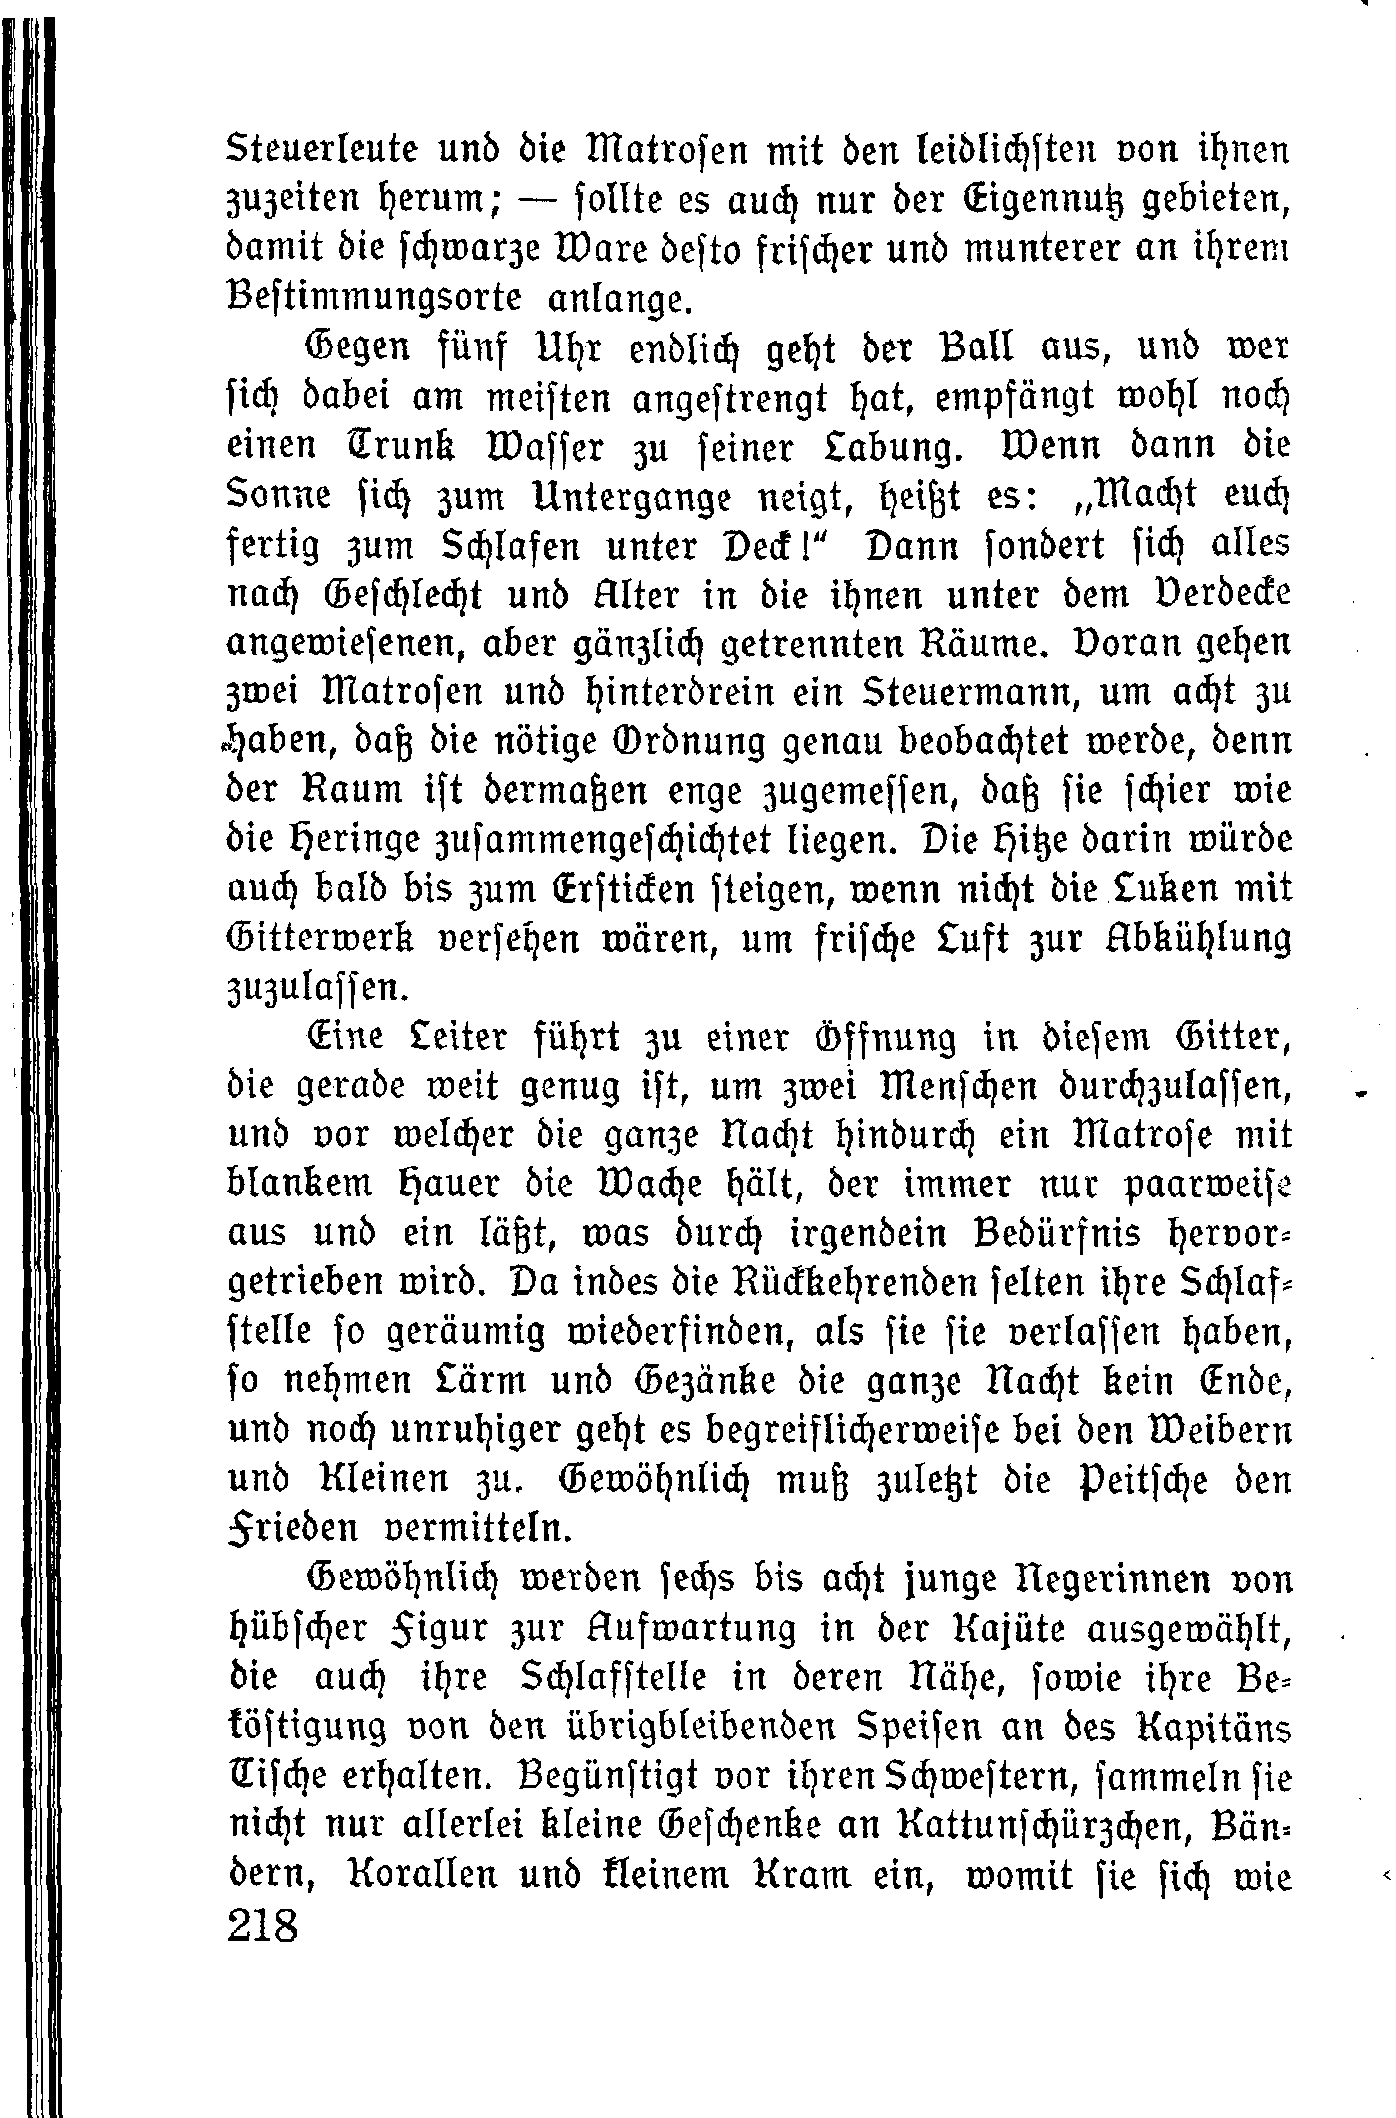 Steuerleute und die Matrosen mit den leidlichsten von ihnen
zuzeiten herum; — sollte es auch nur der Eigennutz gebieten,
damit die schwarze Ware desto frischer und munterer an ihrem
Bestimmungsorte anlange.
Gegen fünf Uhr endlich geht der Ball aus, und wer
sich dabei am meisten angestrengt hat, empfängt wohl noch
einen Trunk Wasser zu seiner Labung. Wenn dann die
Sonne sich zum Untergange neigt, heißt es: „Macht euch
fertig zum Schlafen unter Deck!“ Dann sondert sich alles
nach Geschlecht und Alter in die ihnen unter dem Verdecke
angewiesenen, aber gänzlich getrennten Räume. Voran gehen
zwei Matrosen und hinterdrein ein Steuermann, um acht zu
haben, daß die nötige Ordnung genau beobachtet werde, denn
der Raum ist dermaßen enge zugemessen, daß sie schier wie
die Heringe zusammengeschichtet liegen. Die Hitze darin würde
auch bald bis zum Ersticken steigen, wenn nicht die Luken mit
Gitterwerk versehen wären, um frische Luft zur Abkühlung
zuzulassen.
Eine Leiter führt zu einer Öffnung in diesem Gitter,
die gerade weit genug ist, um zwei Menschen durchzulassen,
und vor welcher die ganze Nacht hindurch ein Matrose mit
blankem Hauer die Wache hält, der immer nur paarweise
aus und ein läßt, was durch irgendein Bedürfnis hervor-
getrieben wird. Da indes die Rückkehrenden selten ihre Schlaf-
stelle so geräumig wiederfinden, als sie sie verlassen haben,
so nehmen Lärm und Gezänke die ganze Nacht kein Ende,
und noch unruhiger geht es begreiflicherweise bei den Weibern
und Kleinen zu. Gewöhnlich muß zuletzt die Peitsche den
Frieden vermitteln.
Gewöhnlich werden sechs bis acht junge Negerinnen von
hübscher Figur zur Aufwartung in der Kajüte ausgewählt,
die auch ihre Schlafstelle in deren Nähe, sowie ihre Be-
köstigung von den übrigbleibenden Speisen an des Kapitäns
Tische erhalten. Begünstigt vor ihren Schwestern, sammeln sie
nicht nur allerlei kleine Geschenke an Kattunschürzchen, Bän-
dern, Korallen und kleinem Kram ein, womit sie sich wie
218